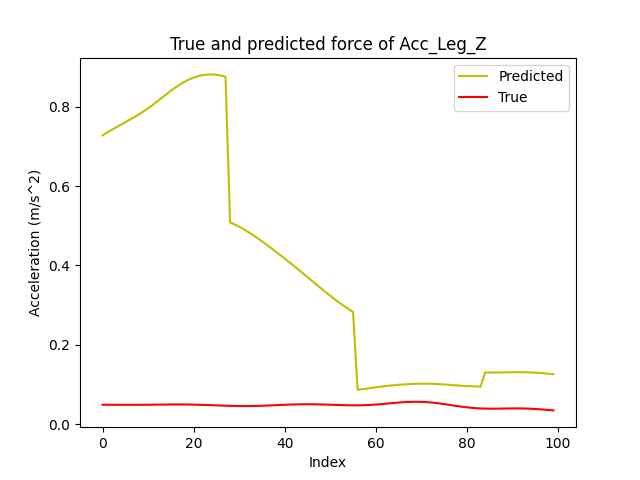 True and predicted force of Acc_Leg_Z
Predicted
True
Acceleration (m/s^2)
0.8
0.6
0.4
0.2
0.0
0
20
40
60
80
100
Index